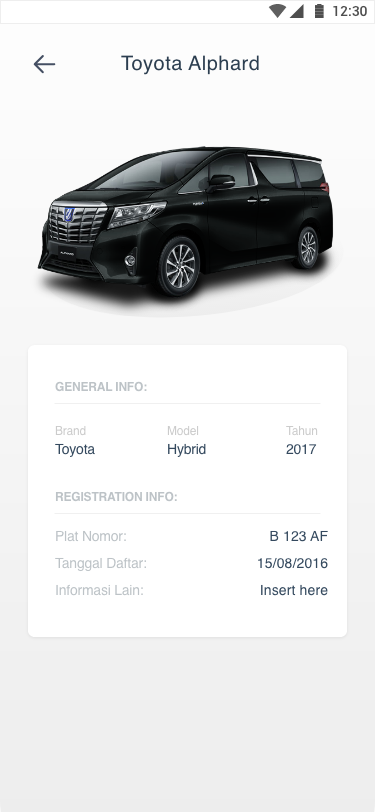 12:30
Toyota Alphard
GENERAL INFO:
Brand Model Tahun
Toyota Hybrid 2017
REGISTRATION INFO:
Plat Nomor: B 123 AF
Tanggal Daftar: 15/08/2016
Informasi Lain: Insert here